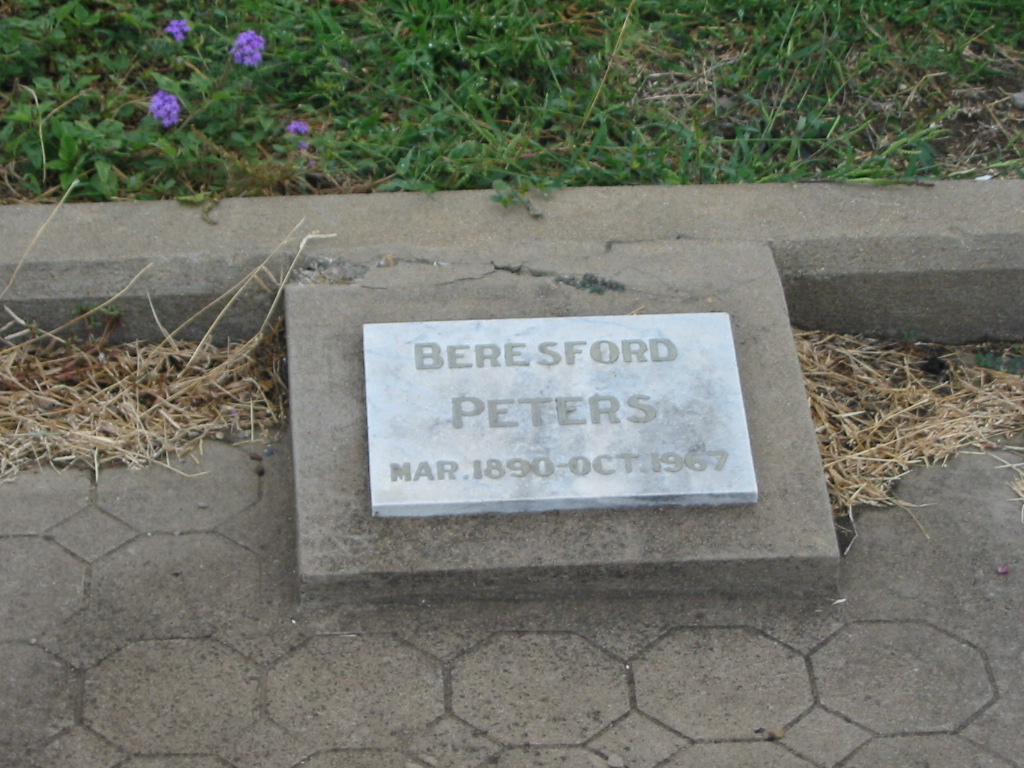 BERESFORD
PETERS
MAR. 1890-OCT. 1967